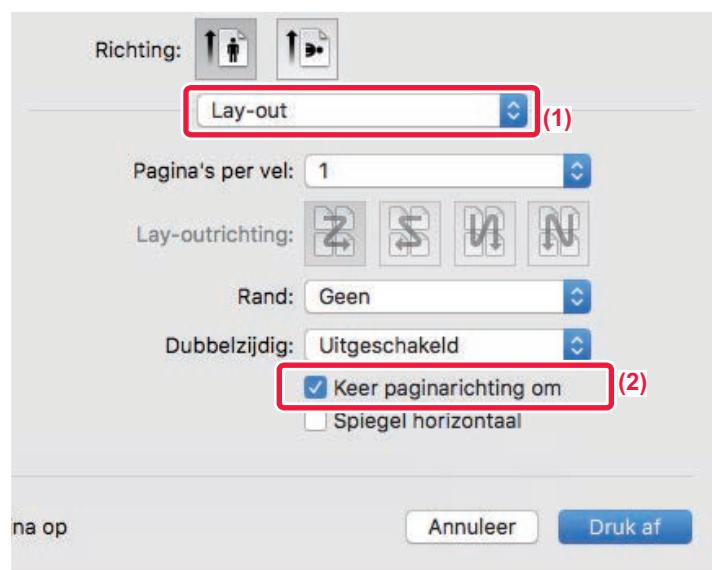 Richting:
Lay-out (1)
Pagina's per vel: 1
Lay-outrichting:
Rand: Geen
Dubbelzijdig: Uitgeschakeld
Keer paginarichting om (2)
Spiegel horizontaal
na op Annuleer Druk af